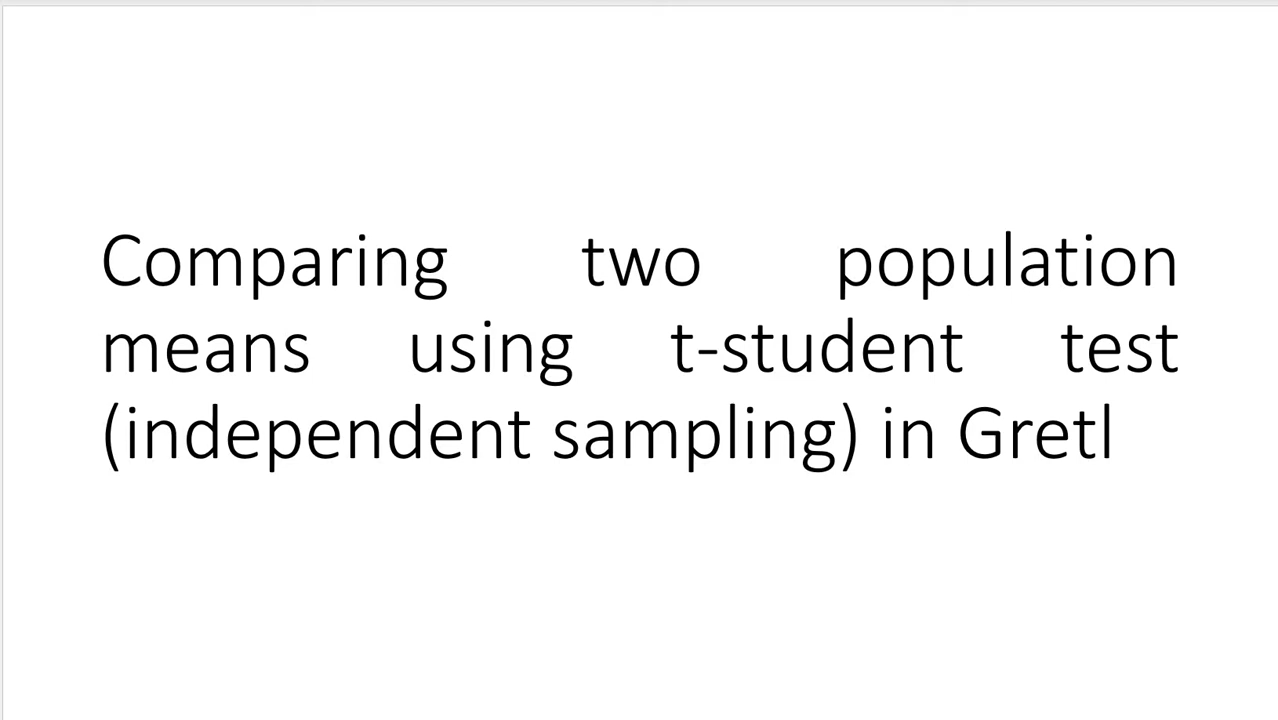 Comparing two population
means using t-student test
(independent sampling) in Gretl